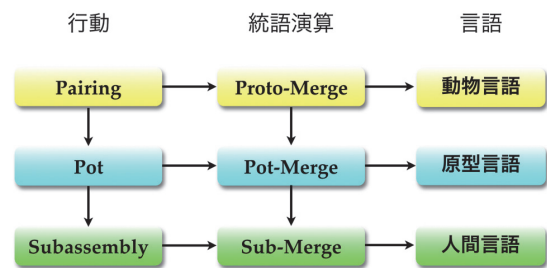 行動 統語演算 言語
Pairing Proto-Merge 動物言語
Pot Pot-Merge 原型言語
Subassembly Sub-Merge 人間言語